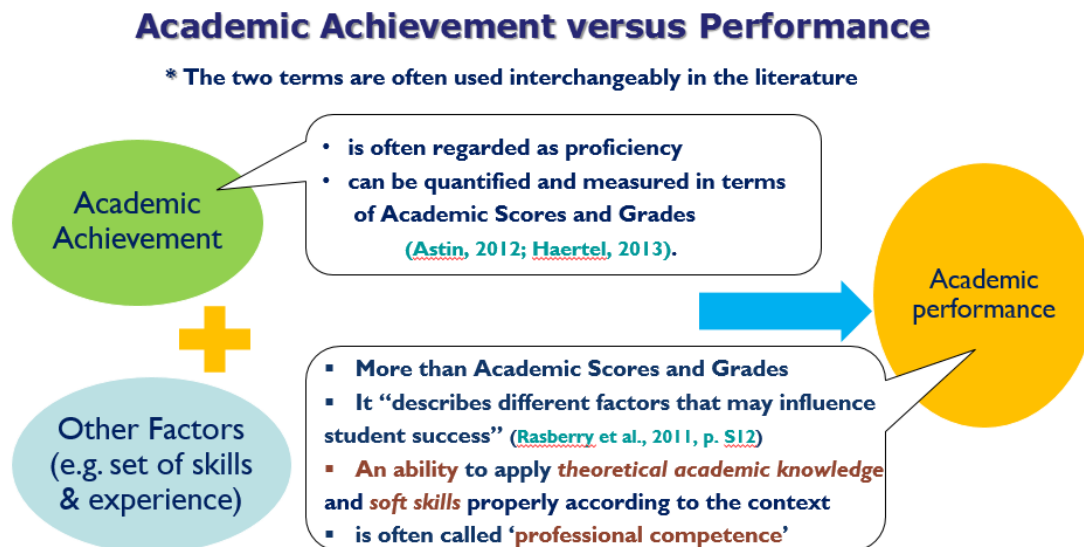 Academic Achievement versus Performance
* The two terms are often used interchangeably in the literature
• is often regarded as proficiency
• can be quantified and measured in terms
of Academic Scores and Grades
(Astin, 2012; Haertel, 2013).
Academic
Achievement
Academic
performance
▪ More than Academic Scores and Grades
▪ It “describes different factors that may influence
student success” (Rasberry et al., 2011, p. S12)
▪ An ability to apply theoretical academic knowledge
and soft skills properly according to the context
▪ is often called ‘professional competence’
Other Factors
(e.g. set of skills
& experience)